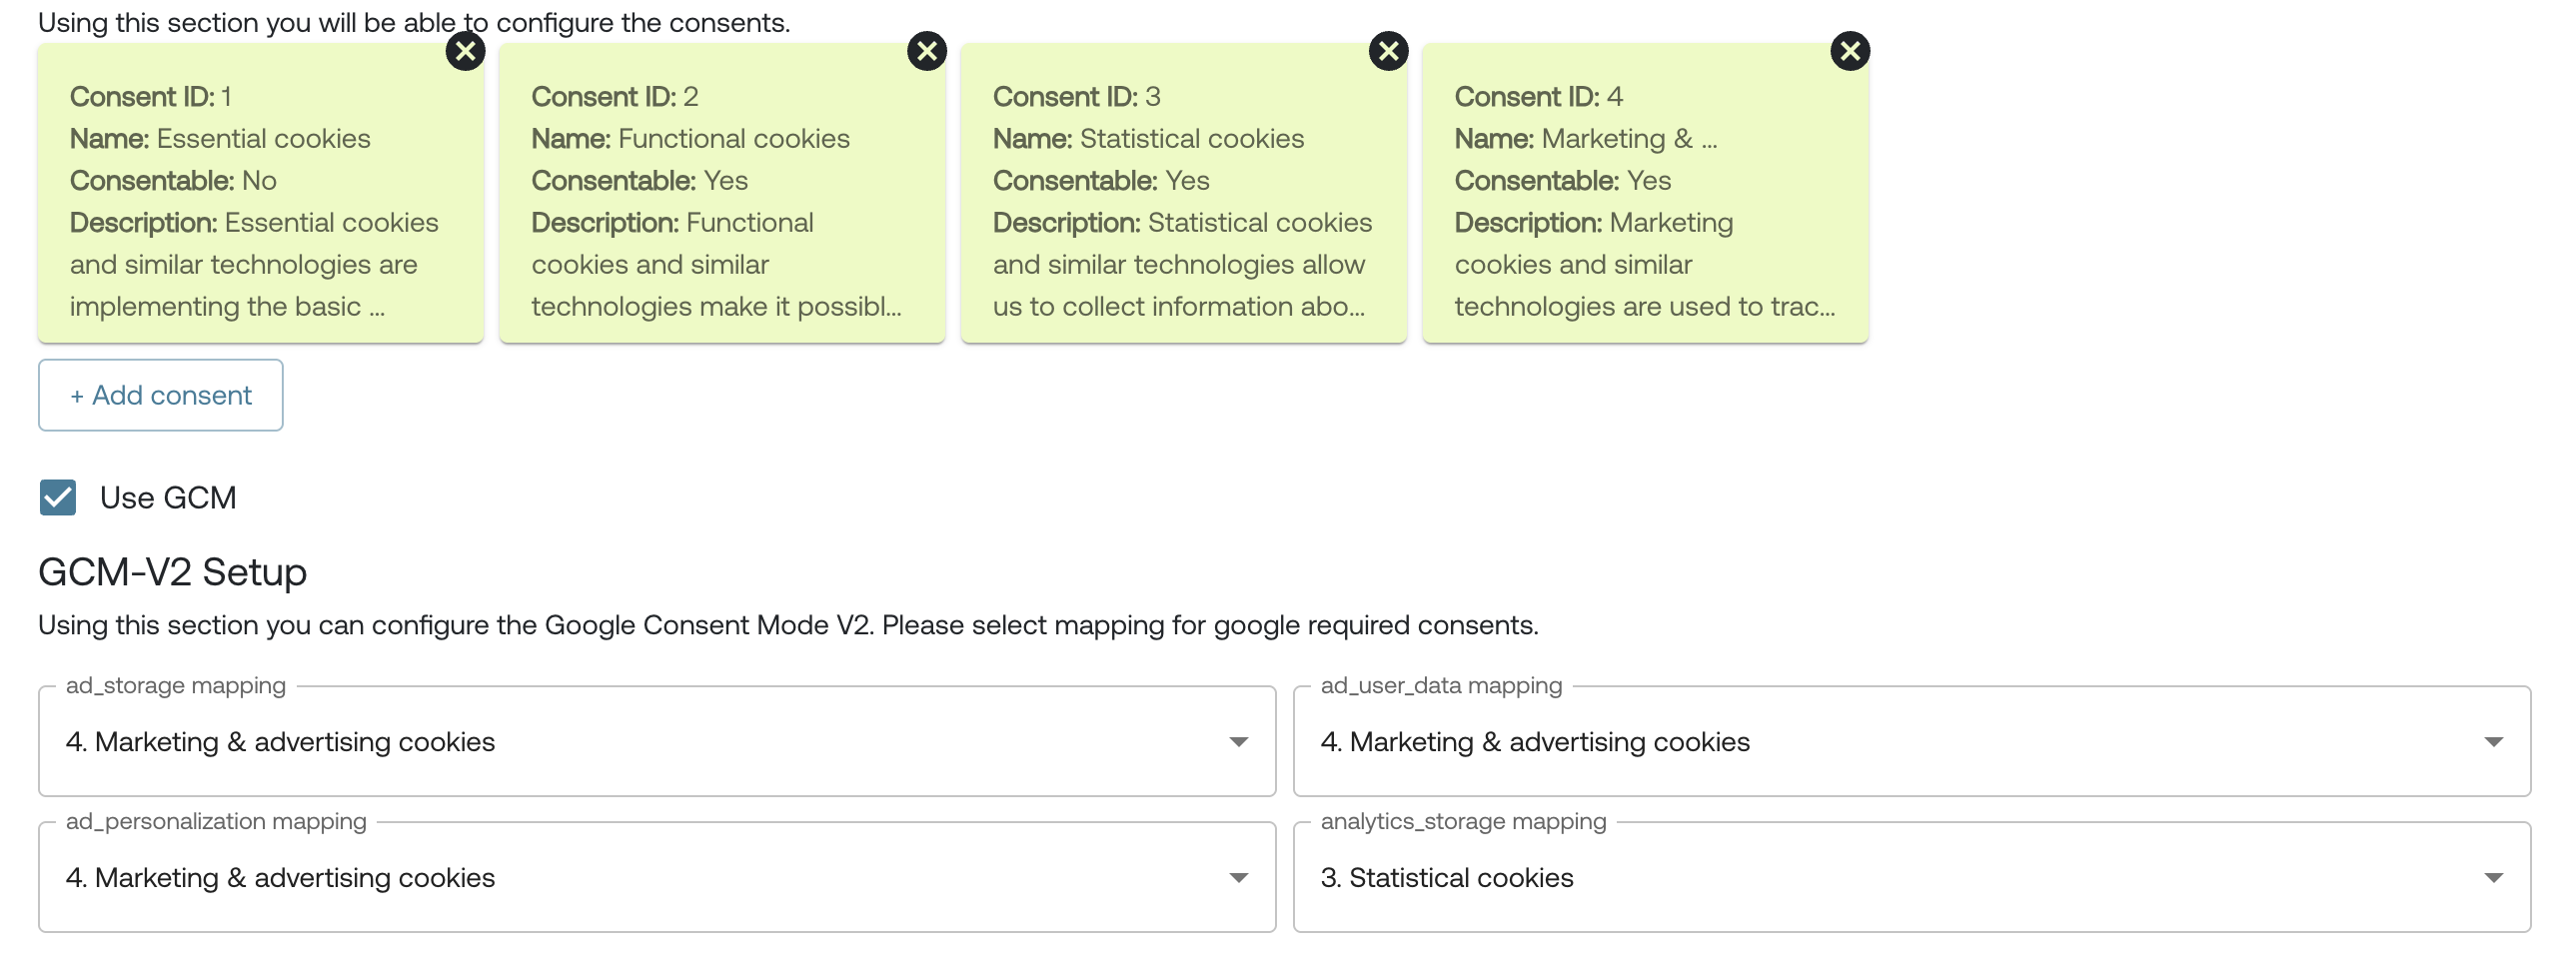 Using this section you will be able to configure the consents.
Consent ID: 1
Name: Essential cookies
Consentable: No
Description: Essential cookies
and similar technologies are
implementing the basic ...
Consent ID: 2
Name: Functional cookies
Consentable: Yes
Description: Functional
cookies and similar
technologies make it possibl...
Consent ID: 3
Name: Statistical cookies
Consentable: Yes
Description: Statistical cookies
and similar technologies allow
us to collect information abo...
Consent ID: 4
Name: Marketing & ...
Consentable: Yes
Description: Marketing
cookies and similar
technologies are used to trac...
+ Add consent
Use GCM
GCM-V2 Setup
Using this section you can configure the Google Consent Mode V2. Please select mapping for google required consents.
ad_storage mapping
4. Marketing & advertising cookies
ad_user_data mapping
4. Marketing & advertising cookies
ad_personalization mapping
4. Marketing & advertising cookies
analytics_storage mapping
3. Statistical cookies